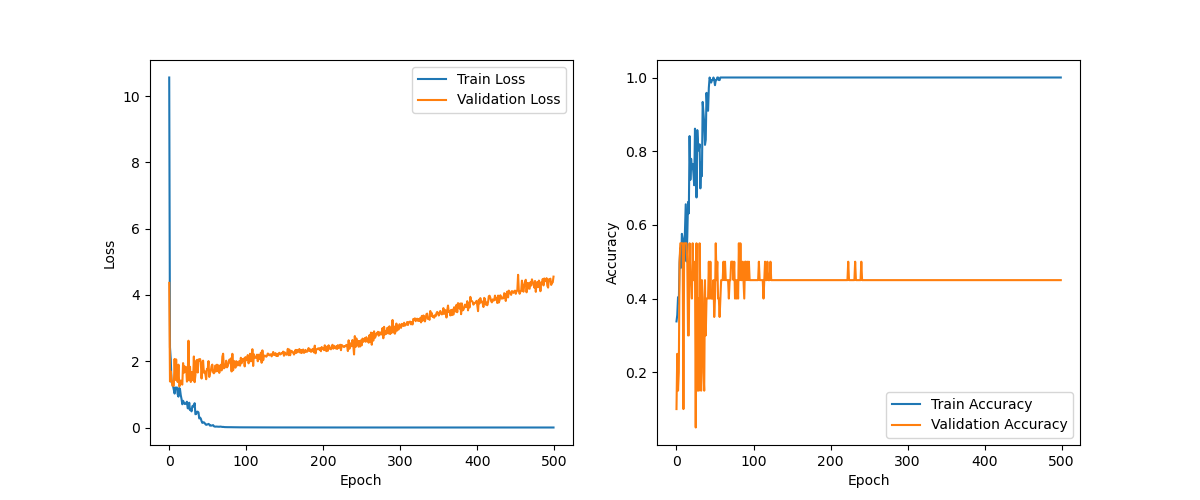 Train Loss
Validation Loss
10
8
6
4
2
0
Loss
0 100 200 300 400 500
Epoch
1.0
0.8
0.6
0.4
0.2
Accuracy
Train Accuracy
Validation Accuracy
0 100 200 300 400 500
Epoch